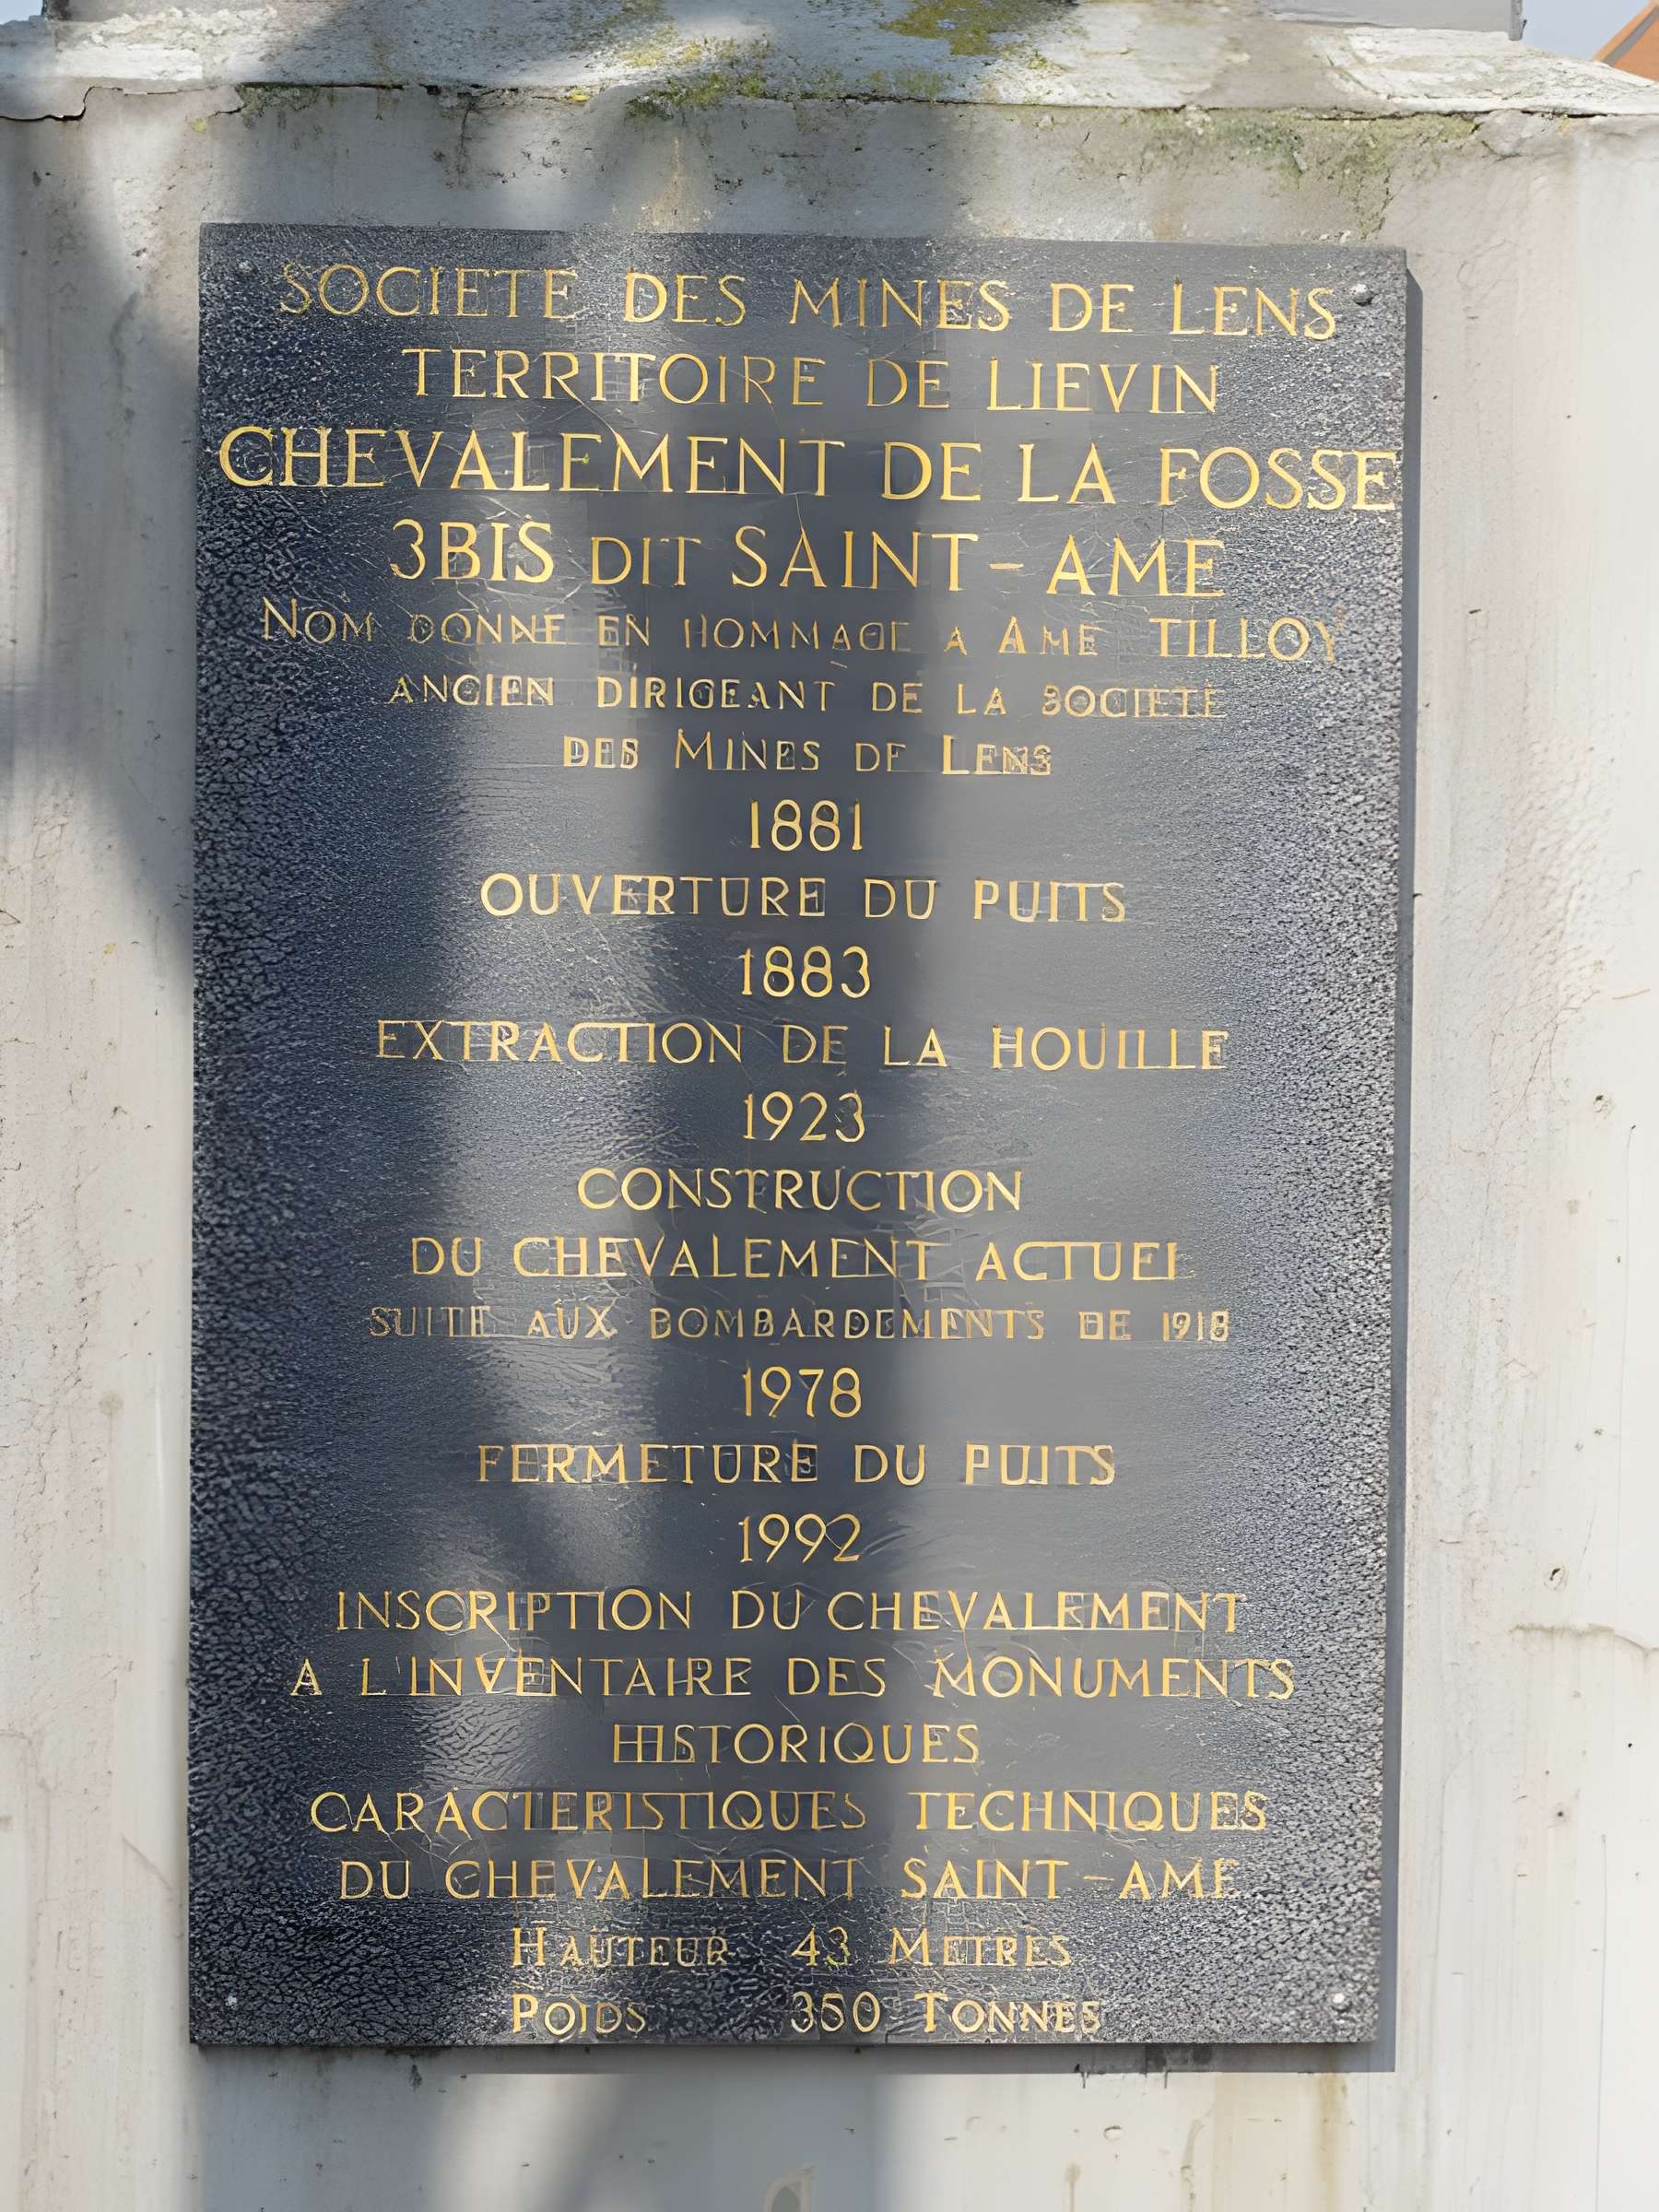 SOCIETE DES MINES DE LENS
TERRITOIRE DE LIEVIN
CHEVALEMENT DE LA FOSSE
3BIS DIT SAINT-AME
NOM DONNE EN HOMMAGE A AME TILLOY
ANCIEN DIRIGEANT DE LA SOCIETE
DES MINES DE LENS
1881
OUVERTURE DU PUITS
1883
EXTRACTION DE LA HOUILLE
1923
CONSTRUCTION
DU CHEVALEMENT ACTUEL
SUITE AUX BOMBARDEMENTS DE 1918
1978
FERMETURE DU PUITS
1992
INSCRIPTION DU CHEVALEMENT
A L'INVENTAIRE DES MONUMENTS
HISTORIQUES
CARACTERISTIQUES TECHNIQUES
DU CHEVALEMENT SAINT-AME
HAUTEUR 43 METRES
POIDS 350 TONNES